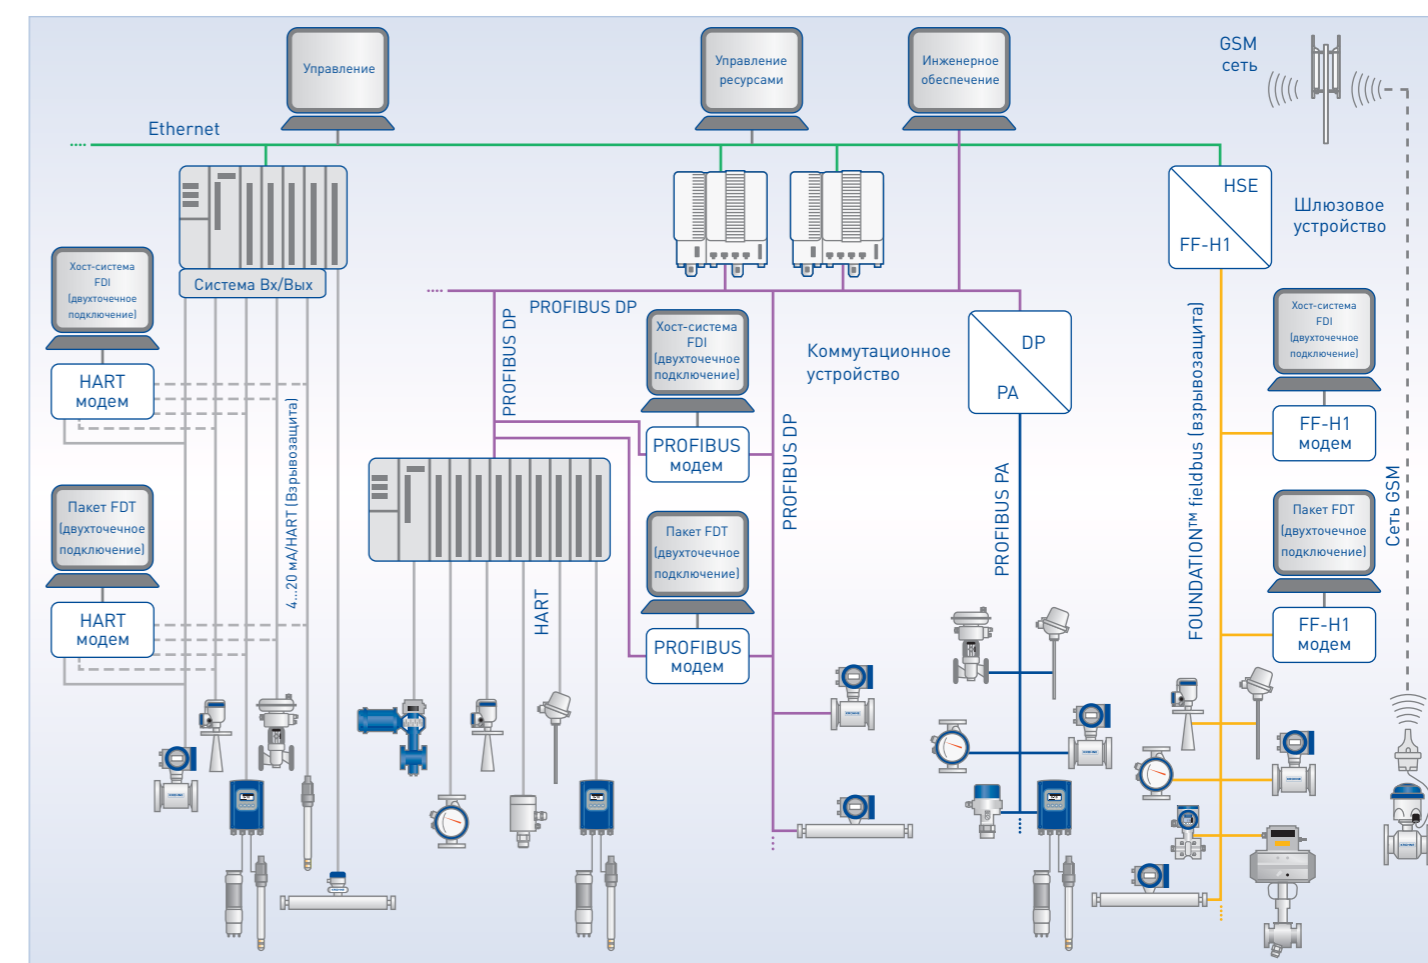 Управление
Управление
ресурсами
Инженерное
обеспечение
GSM
сеть
Ethernet
HSE
FF-H1
Шлюзовое
устройство
Система Вх/Вых
Хост-система
FDI
(двухточечное
подключение)
HART
модем
Пакет FDT
(двухточечное
подключение)
HART
модем
4...20 мА/HART (Взрывозащита)
PROFIBUS DP
PROFIBUS DP
Хост-система
FDI
(двухточечное
подключение)
PROFIBUS
модем
Пакет FDT
(двухточечное
подключение)
PROFIBUS
модем
HART
PROFIBUS DP
Коммутационное
устройство
DP
PA
PROFIBUS PA
FOUNDATION™ fieldbus (взрывозащита)
Хост-система
FDI
(двухточечное
подключение)
FF-H1
модем
Пакет FDT
(двухточечное
подключение)
FF-H1
модем
Сеть GSM